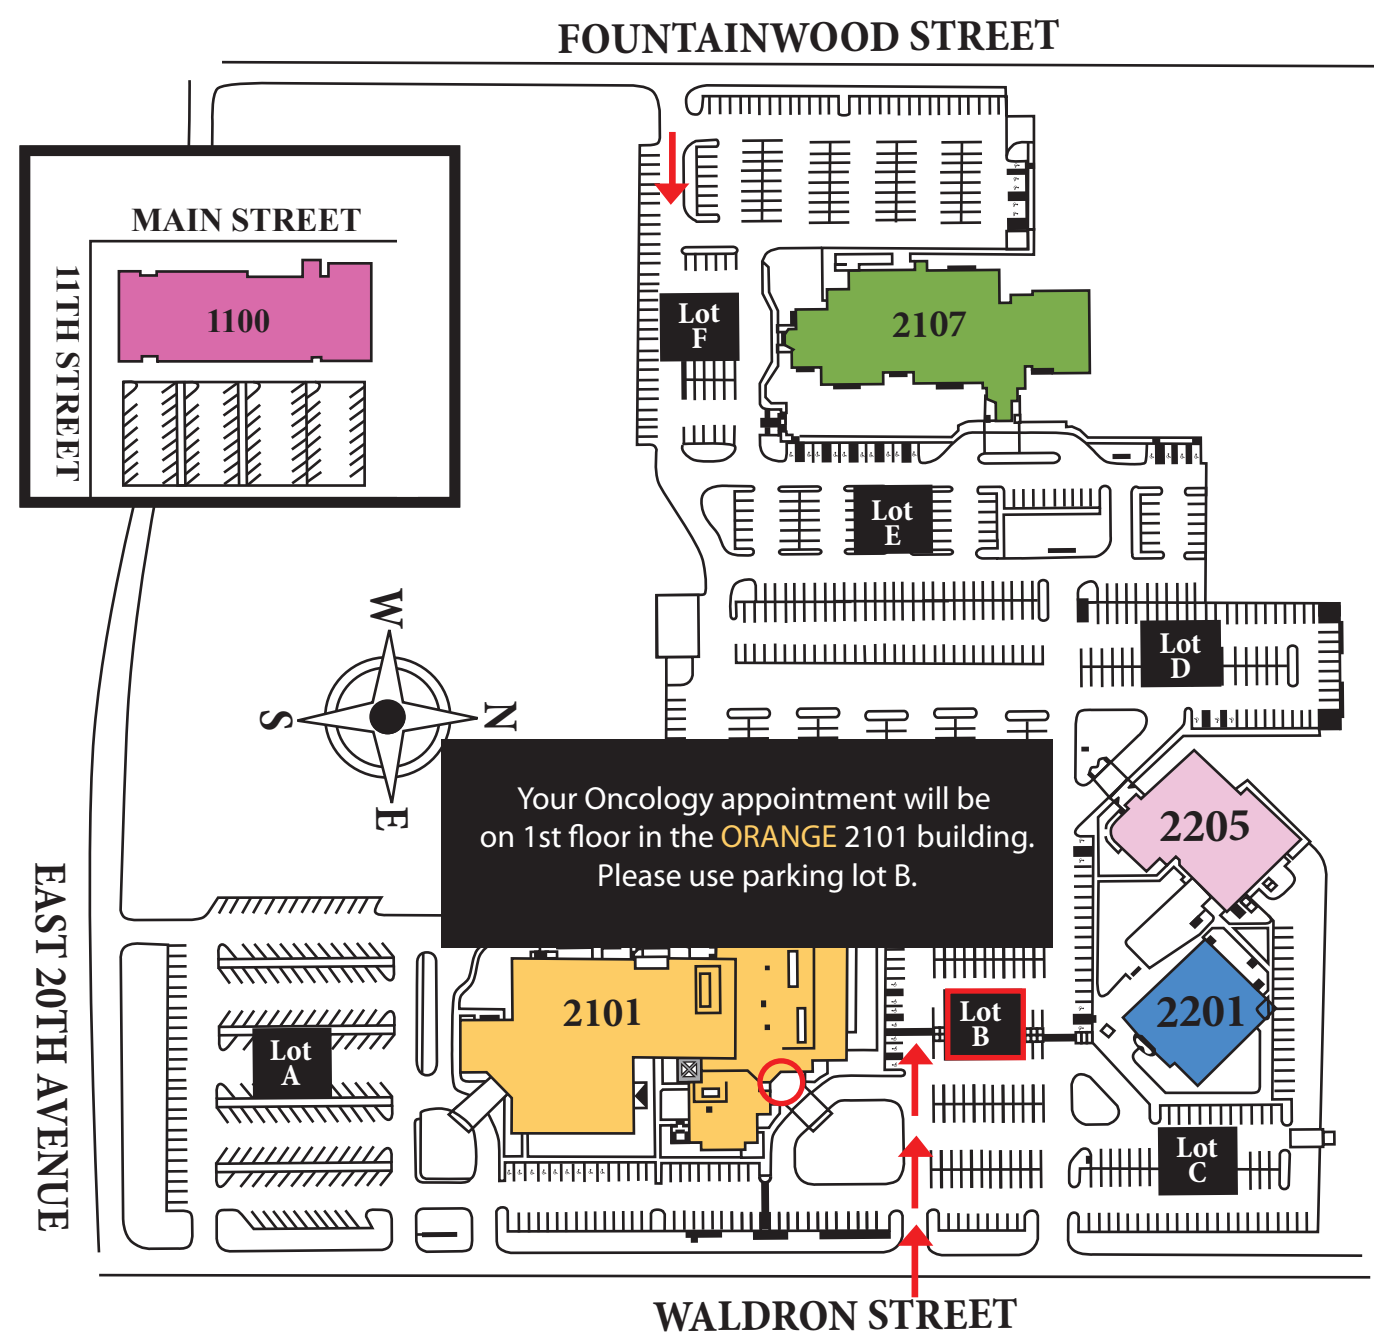 FOUNTAINWOOD STREET
MAIN STREET
11TH STREET
1100
Lot
F
2107
Lot
E
Lot
D
W
S
N
E
Your Oncology appointment will be
on 1st floor in the ORANGE 2101 building.
Please use parking lot B.
2205
EAST 20TH AVENUE
2101
Lot
B
2201
Lot
A
Lot
C
WALDRON STREET